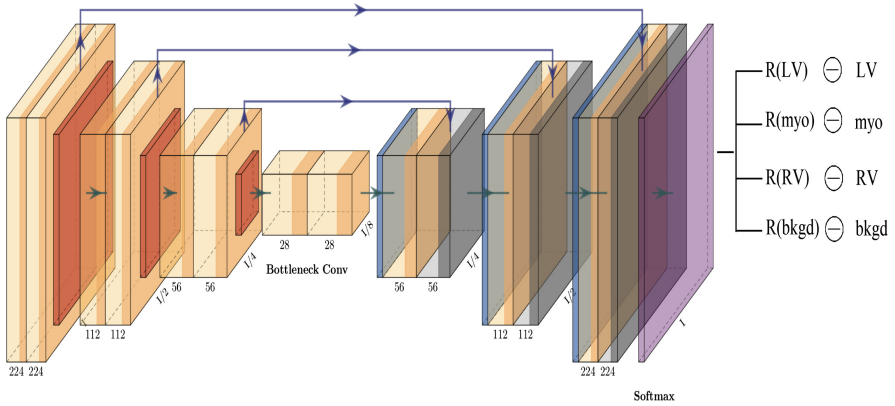 R(LV) ⊖ LV
R(myo) ⊖ myo
R(RV) ⊖ RV
R(bkgd) ⊖ bkgd
224 224
112 112
1/2
56 56
1/4
28 28
1/8
Bottleneck Conv
56 56
1/4
112 112
1/2
224 224
1
Softmax